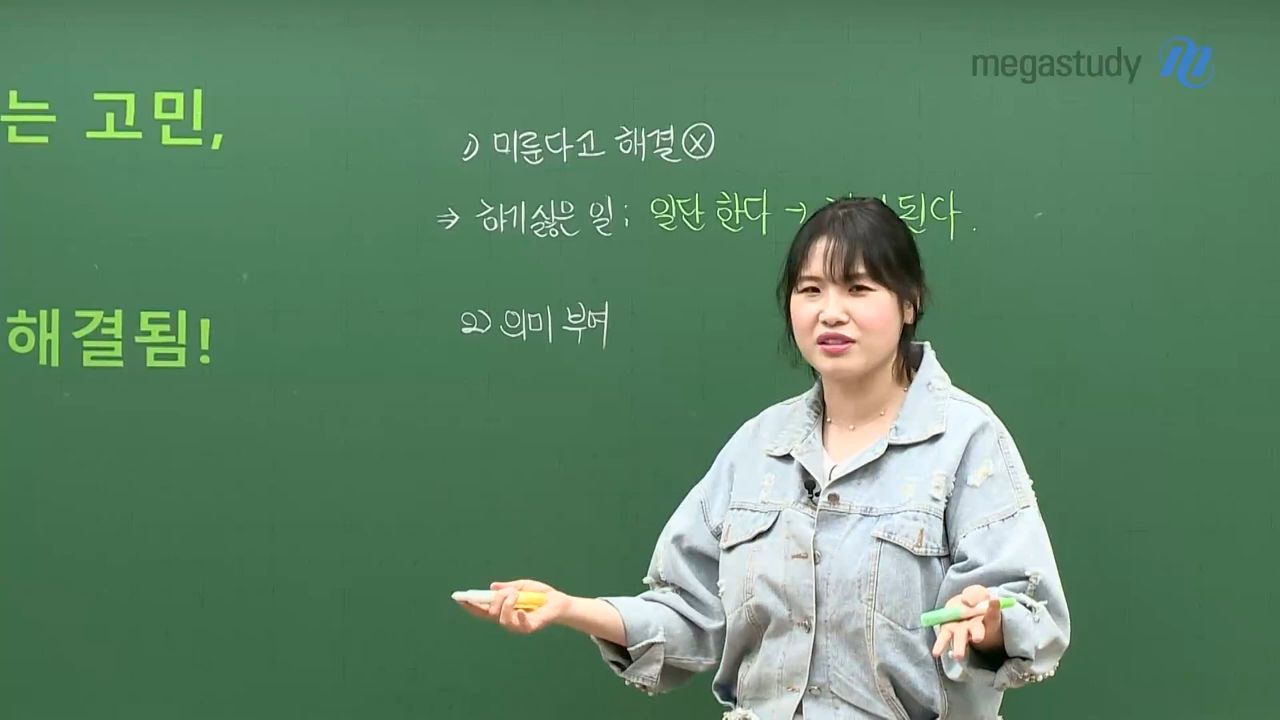 megastudy
는 고민,
1) 미룬다고 해결ⓧ
⇒ 하기싫은 일; 일단 한다 → 된다.
해결됨!
2) 의미 부여